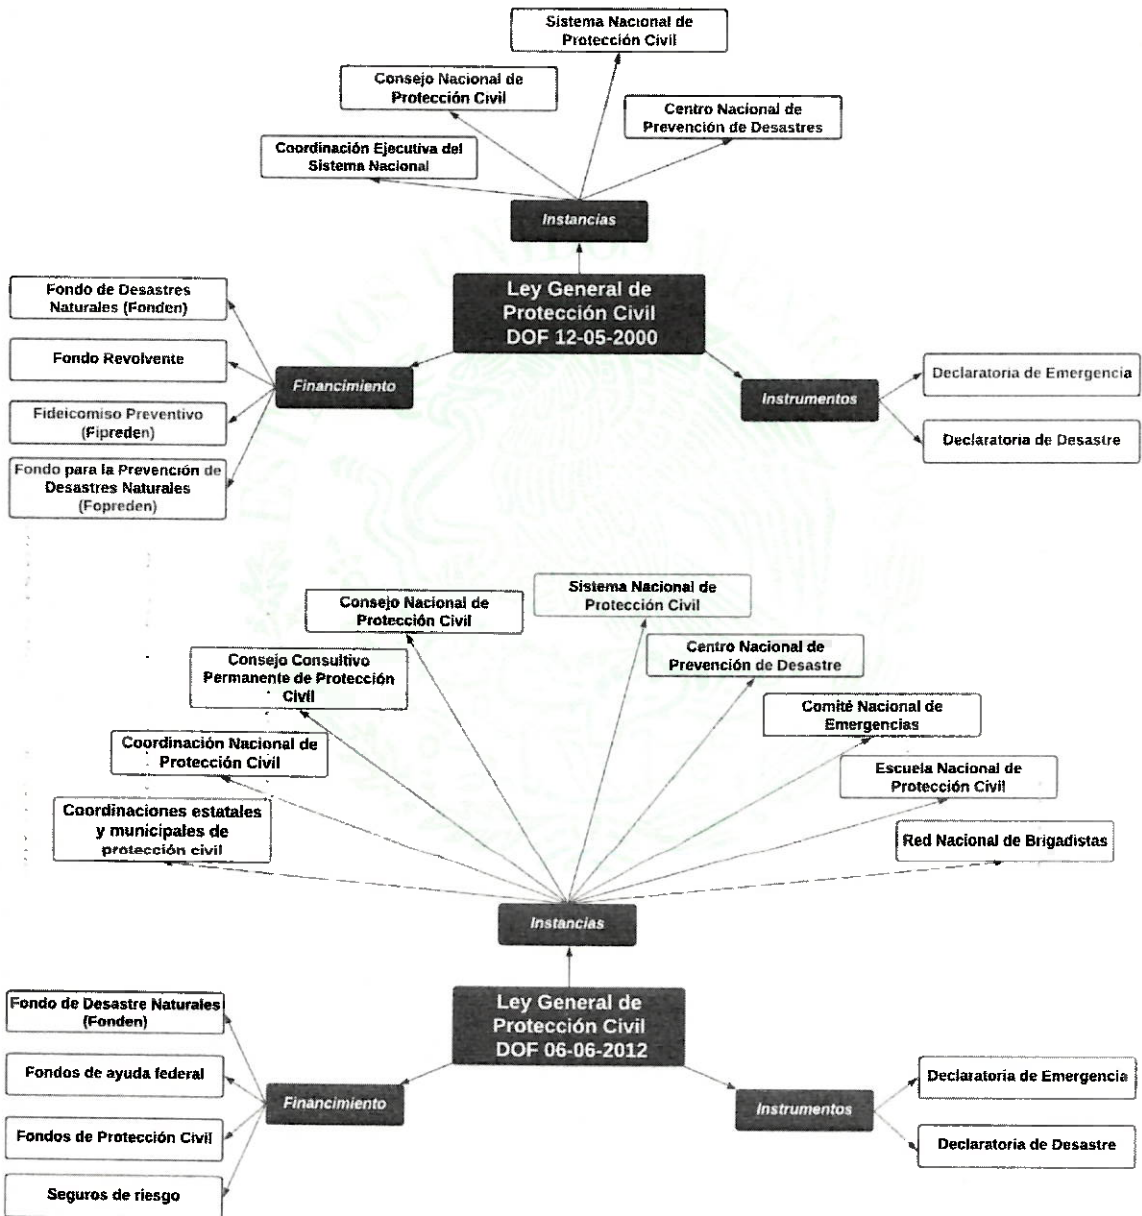 Sistema Nacional de
Protección Civil
Consejo Nacional de
Protección Civil
Centro Nacional de
Prevención de Desastres
Coordinación Ejecutiva del
Sistema Nacional
Instancias
Ley General de
Protección Civil
DOF 12-05-2000
Fondo de Desastres
Naturales (Fonden)
Fondo Revolvente
Fideicomiso Preventivo
(Fipreden)
Fondo para la Prevención de
Desastres Naturales
(Fopreden)
Financimiento
Instrumentos
Declaratoria de Emergencia
Declaratoria de Desastre
Sistema Nacional de
Protección Civil
Consejo Nacional de
Protección Civil
Centro Nacional de
Prevención de Desastre
Consejo Consultivo
Permanente de Protección
Civil
Comité Nacional de
Emergencias
Coordinación Nacional de
Protección Civil
Escuela Nacional de
Protección Civil
Coordinaciones estatales
y municipales de
protección civil
Red Nacional de Brigadistas
Instancias
Ley General de
Protección Civil
DOF 06-06-2012
Fondo de Desastre Naturales
(Fonden)
Fondos de ayuda federal
Fondos de Protección Civil
Seguros de riesgo
Financimiento
Instrumentos
Declaratoria de Emergencia
Declaratoria de Desastre